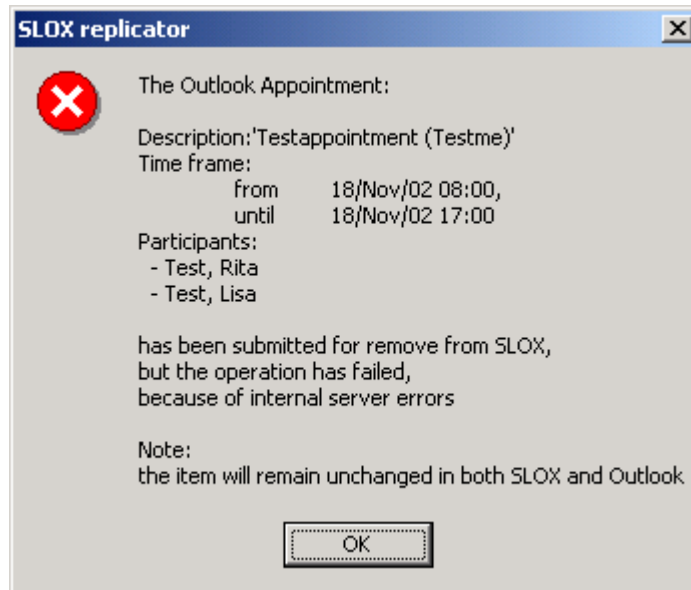 SLOX replicator
The Outlook Appointment:
Description:'Testappointment (Testme)'
Time frame:
from 18/Nov/02 08:00,
until 18/Nov/02 17:00
Participants:
- Test, Rita
- Test, Lisa
has been submitted for remove from SLOX,
but the operation has failed,
because of internal server errors
Note:
the item will remain unchanged in both SLOX and Outlook
OK